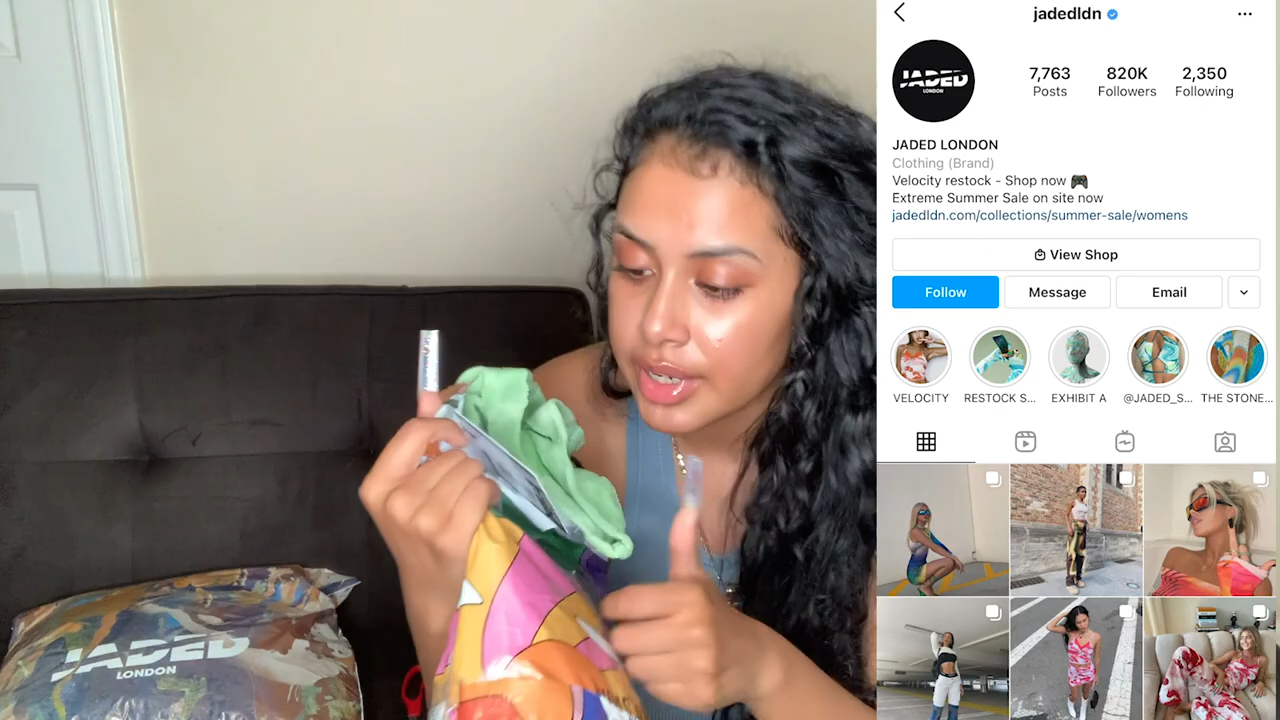 jadedldn
JADED
LONDON
7,763
820K
2,350
Posts
Followers
Following
JADED LONDON
Clothing (Brand)
Velocity restock - Shop now 🎮
Extreme Summer Sale on site now
jadedldn.com/collections/summer-sale/womens
View Shop
Follow
Message
Email
VELOCITY
RESTOCK S...
EXHIBIT A
@JADED_S...
THE STONE...
JADED
LONDON